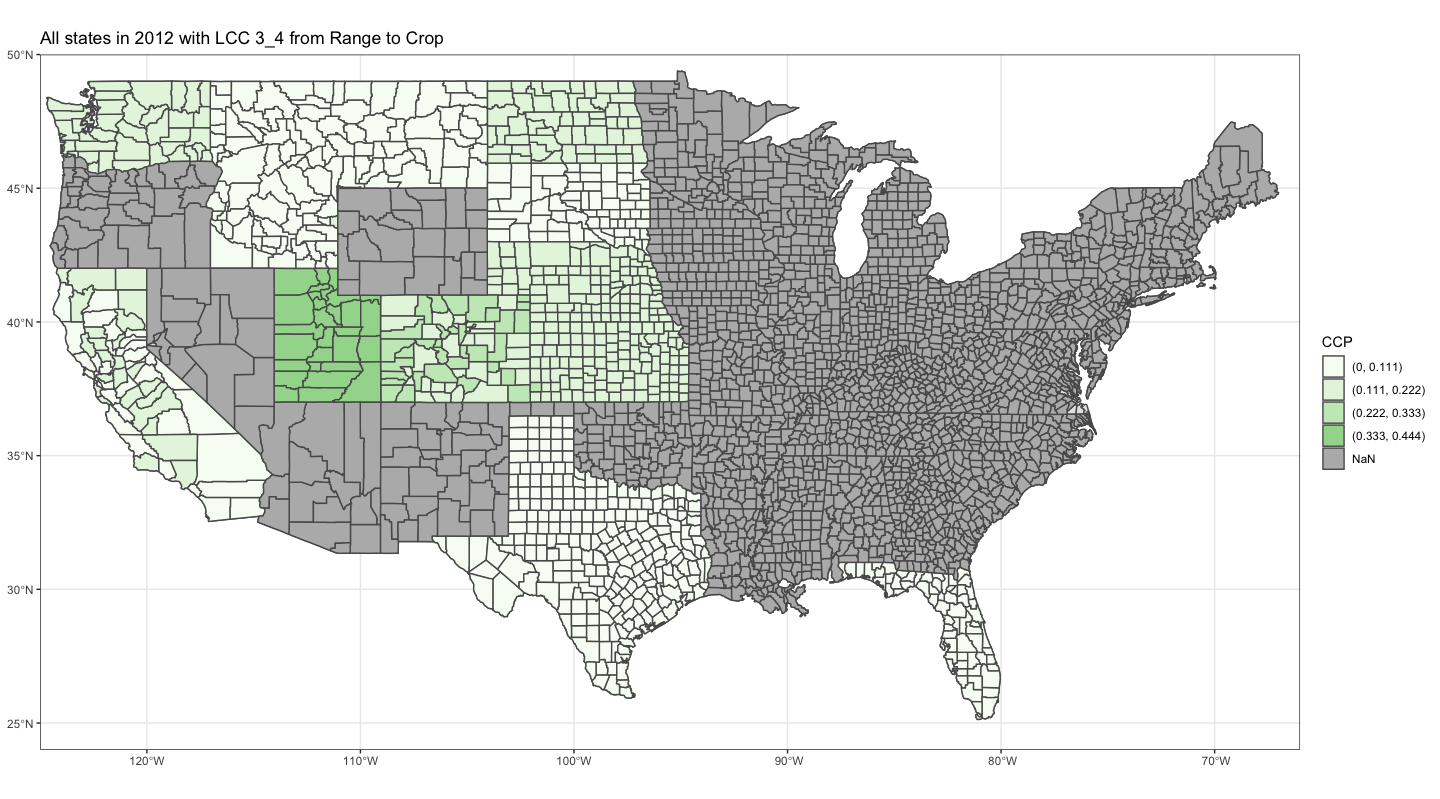 All states in 2012 with LCC 3_4 from Range to Crop
50°N
45°N
40°N
35°N
30°N
25°N
120°W
110°W
100°W
90°W
80°W
70°W
CCP
(0, 0.111)
(0.111, 0.222)
(0.222, 0.333)
(0.333, 0.444)
NaN